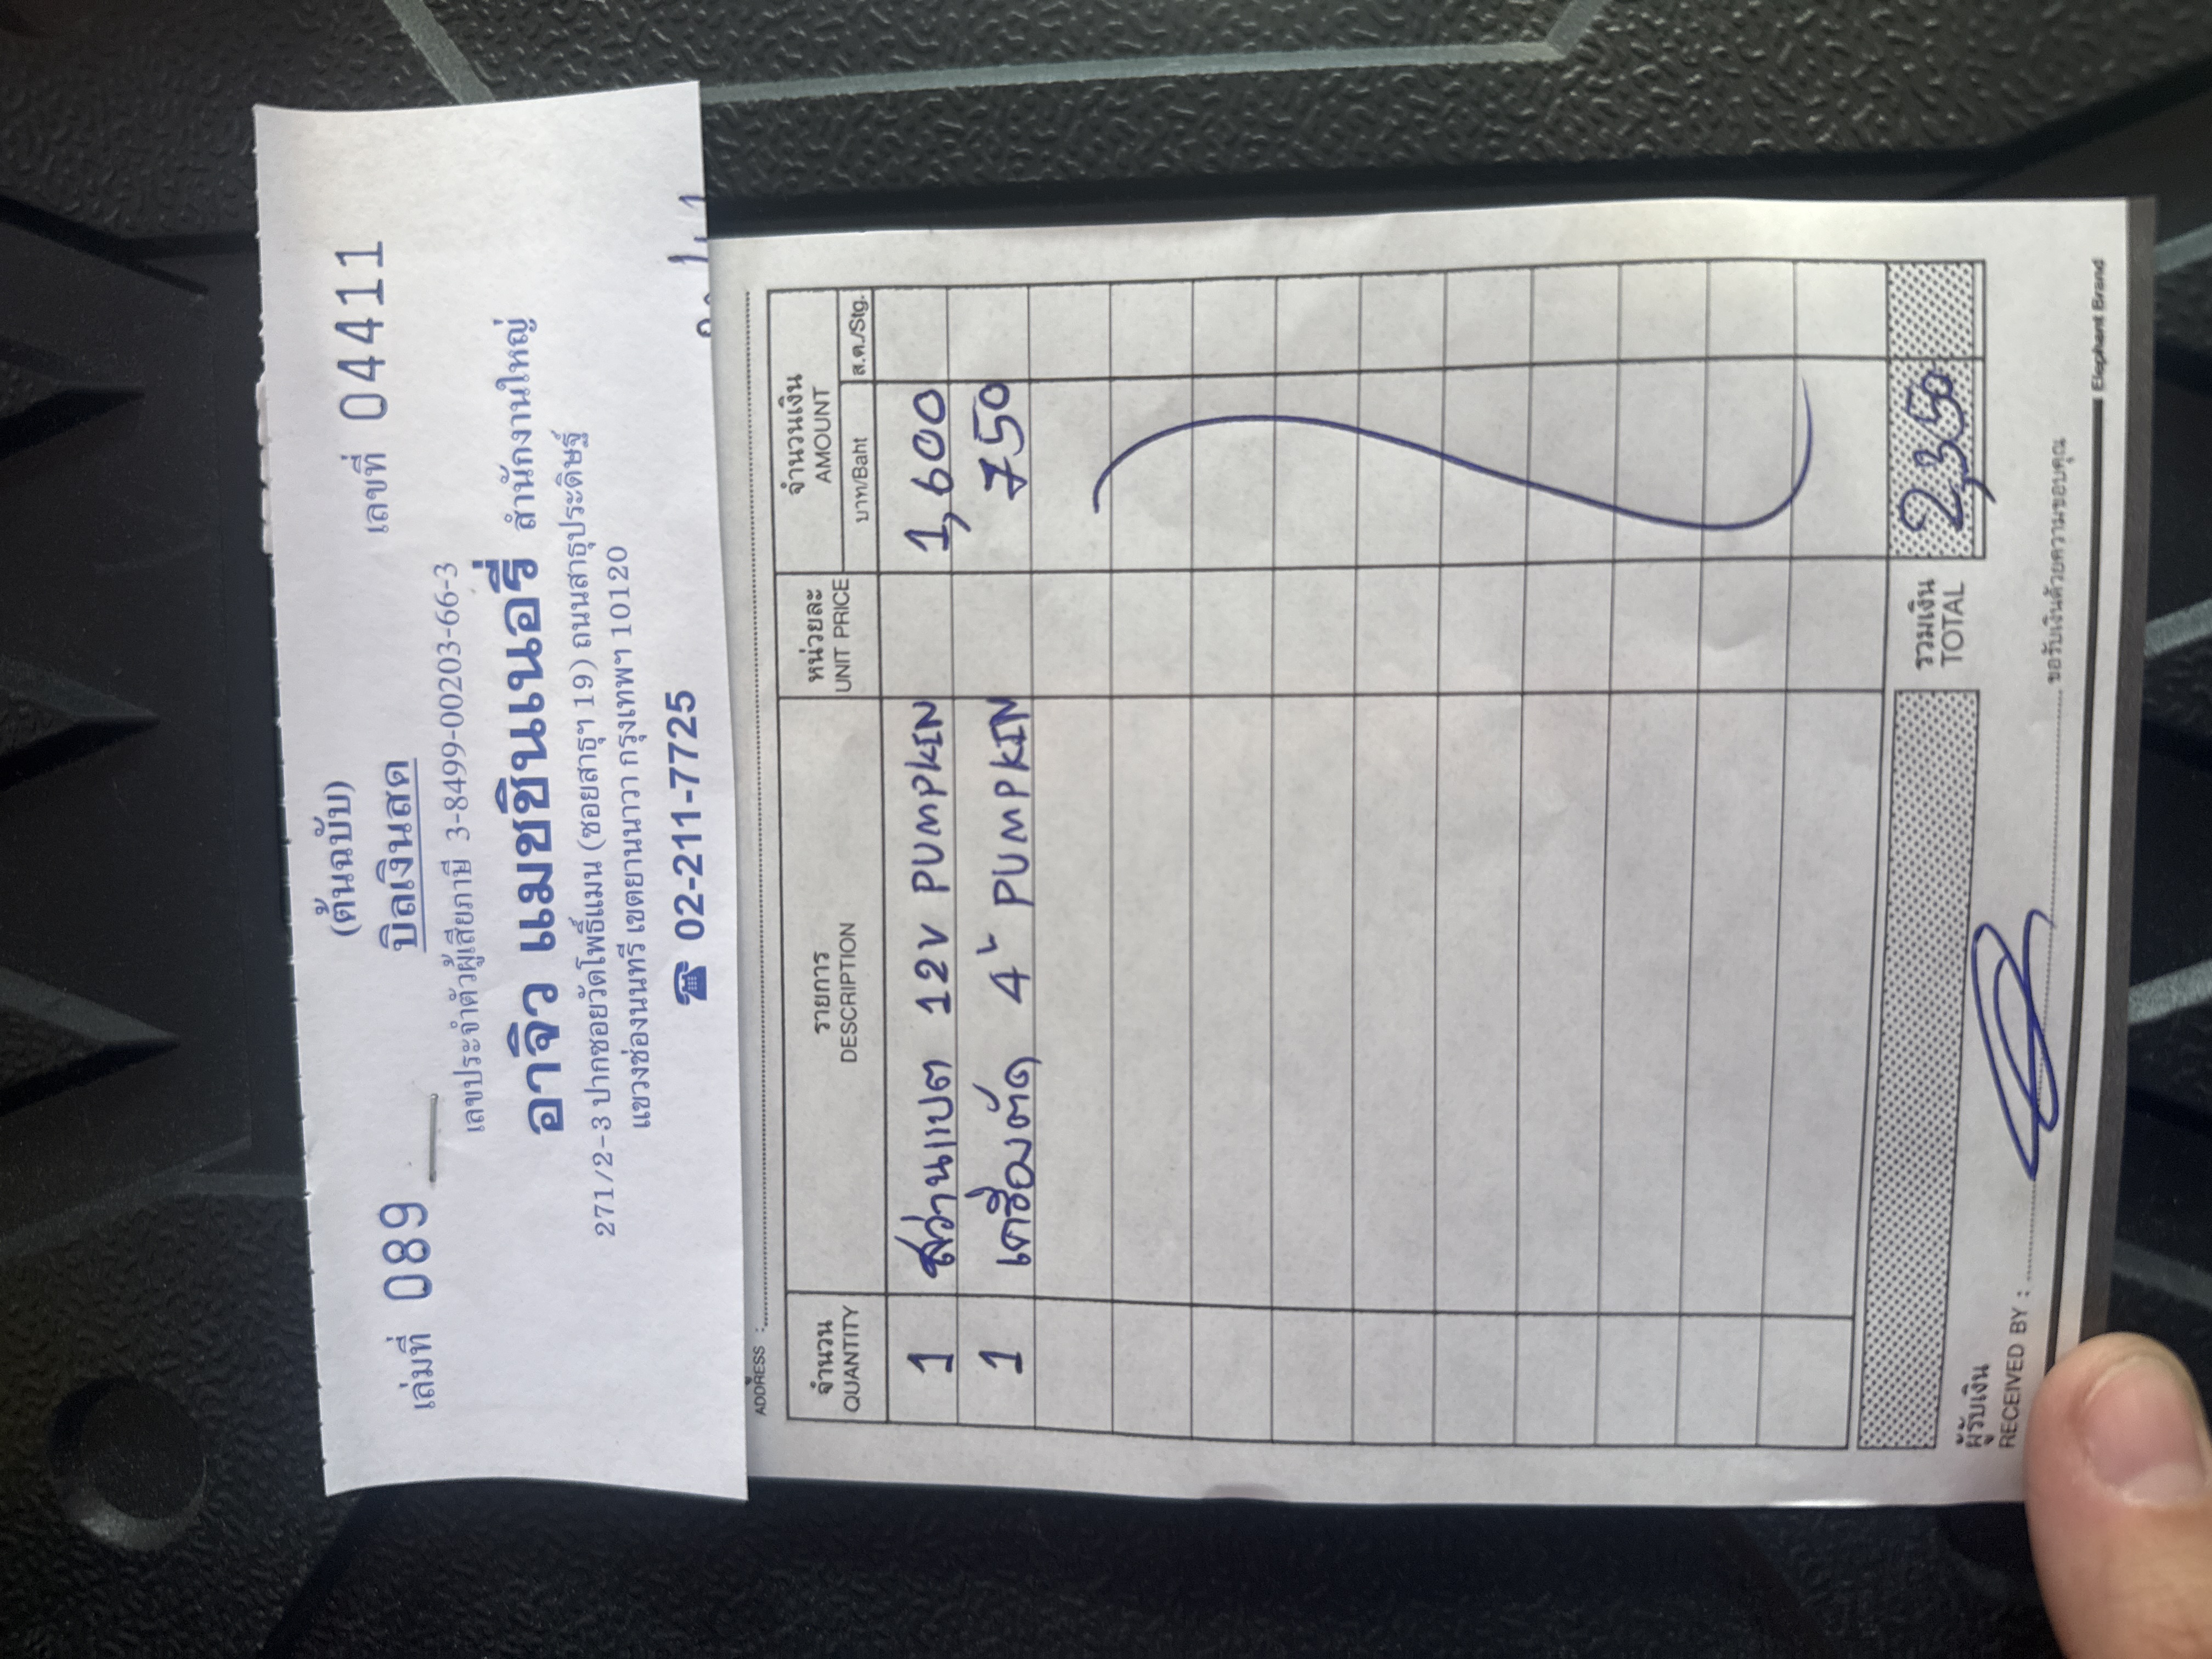 (ต้นฉบับ)
เล่มที่ 089 บิลเงินสด เลขที่ 04411
เลขประจำตัวผู้เสียภาษี 3-8499-00203-66-3
อาจิว แมชชินเนอรี่ สำนักงานใหญ่
271/2-3 ปากซอยวัดโพธิ์แมน (ซอยสาธุฯ 19) ถนนสาธุประดิษฐ์
แขวงช่องนนทรี เขตยานนาวา กรุงเทพฯ 10120
☎ 02-211-7725
ADDRESS :
จำนวน รายการ หน่วยละ จำนวนเงิน
QUANTITY DESCRIPTION UNIT PRICE AMOUNT
บาท/Baht ส.ต./Stg.
1 สว่านแบต 12V PUMPKIN 1,600
1 เครื่องตัด 4" PUMPKIN 750
รวมเงิน
TOTAL 2,350
ผู้รับเงิน
RECEIVED BY : ขอรับเงินด้วยความขอบคุณ
Elephant Brand